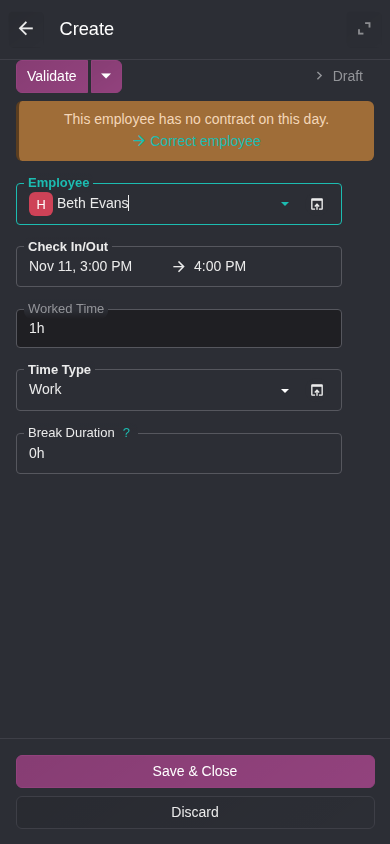 Create
Validate
Draft
This employee has no contract on this day.
→ Correct employee
Employee
H Beth Evans
Check In/Out
Nov 11, 3:00 PM → 4:00 PM
Worked Time
1h
Time Type
Work
Break Duration ?
0h
Save & Close
Discard